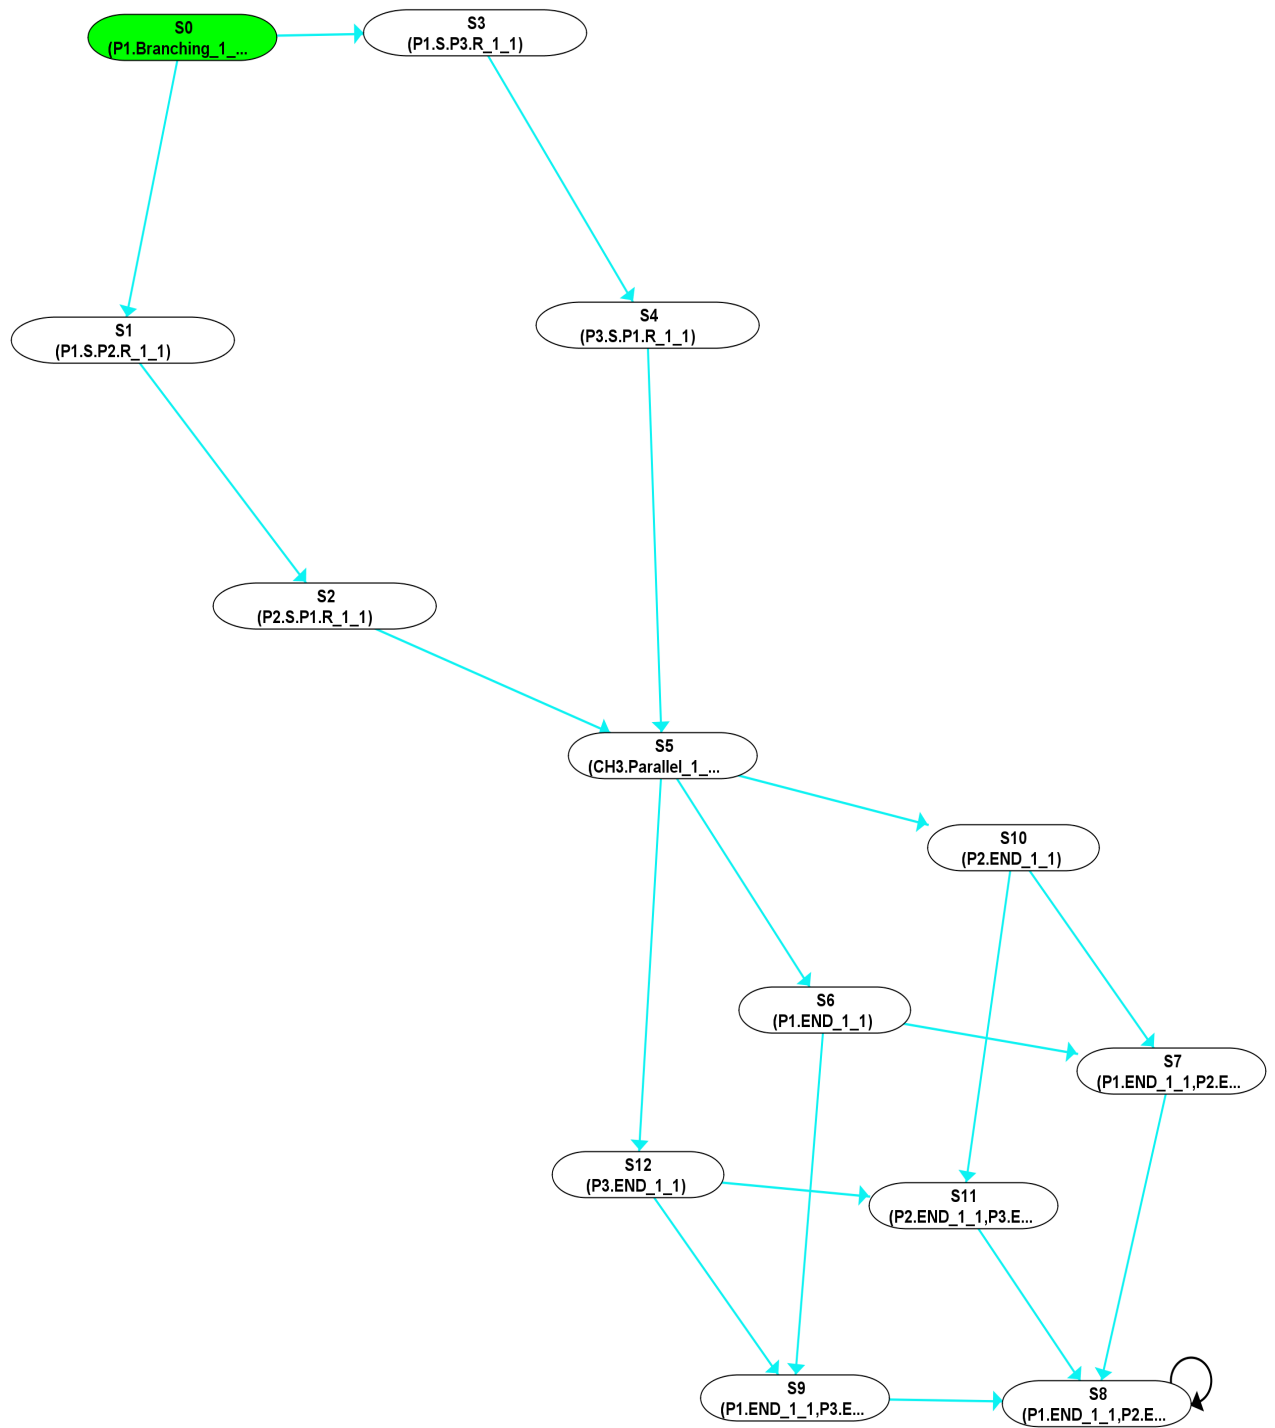 S0
(P1.Branching_1_...
S3
(P1.S.P3.R_1_1)
S1
(P1.S.P2.R_1_1)
S4
(P3.S.P1.R_1_1)
S2
(P2.S.P1.R_1_1)
S5
(CH3.Parallel_1_...
S10
(P2.END_1_1)
S6
(P1.END_1_1)
S7
(P1.END_1_1,P2.E...
S12
(P3.END_1_1)
S11
(P2.END_1_1,P3.E...
S9
(P1.END_1_1,P3.E...
S8
(P1.END_1_1,P2.E...